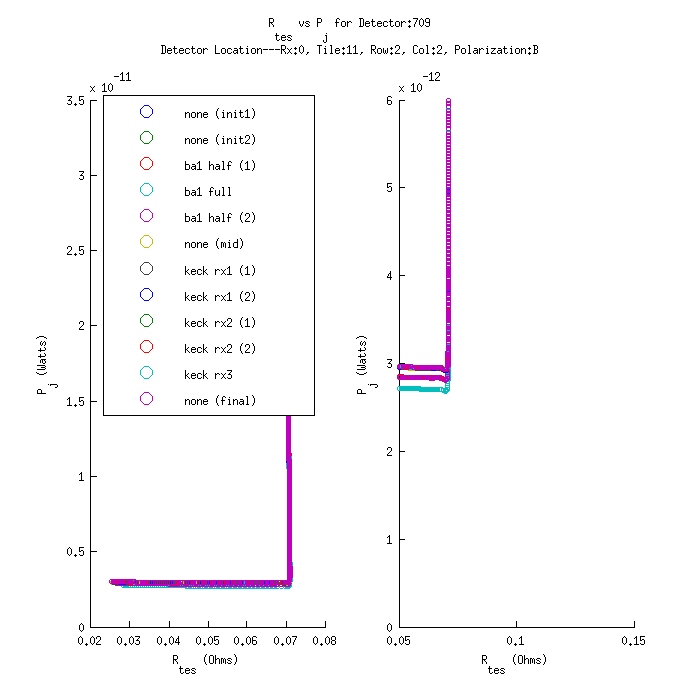 R    vs P  for Detector:709
tes    j
Detector Location---Rx:0, Tile:11, Row:2, Col:2, Polarization:B
x 10^-11
3.5
3
2.5
2
1.5
1
0.5
0
P_j (Watts)
0.02 0.03 0.04 0.05 0.06 0.07 0.08
R_tes (Ohms)
none (init1)
none (init2)
ba1 half (1)
ba1 full
ba1 half (2)
none (mid)
keck rx1 (1)
keck rx1 (2)
keck rx2 (1)
keck rx2 (2)
keck rx3
none (final)
x 10^-12
6
5
4
3
2
1
0
P_j (Watts)
0.05 0.1 0.15
R_tes (Ohms)